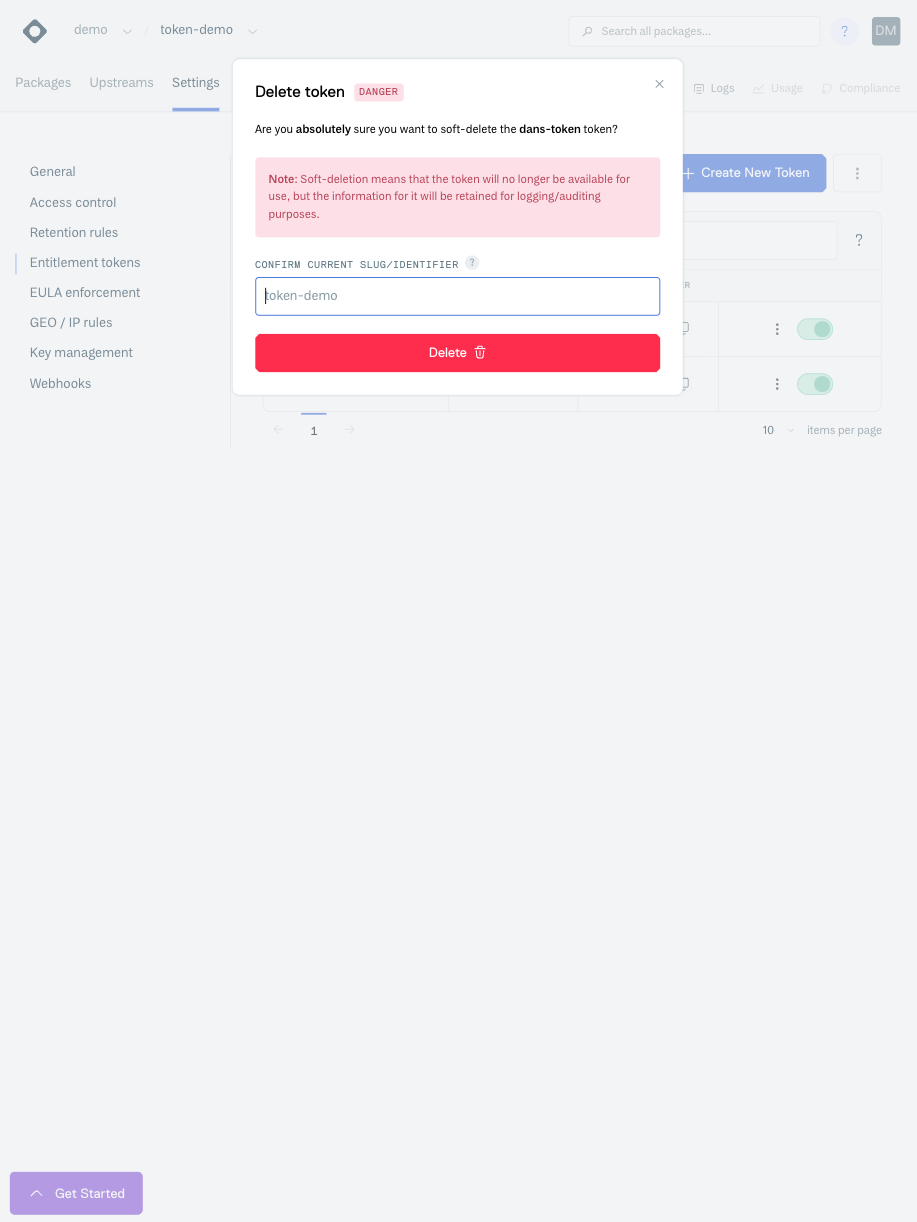 demo / token-demo
Search all packages...
?
DM
Packages
Upstreams
Settings
Logs
Usage
Compliance
Delete token DANGER
Are you absolutely sure you want to soft-delete the dans-token token?
Note: Soft-deletion means that the token will no longer be available for
use, but the information for it will be retained for logging/auditing
purposes.
CONFIRM CURRENT SLUG/IDENTIFIER ?
token-demo
Delete
General
Access control
Retention rules
Entitlement tokens
EULA enforcement
GEO / IP rules
Key management
Webhooks
Create New Token
?
1
10 items per page
Get Started